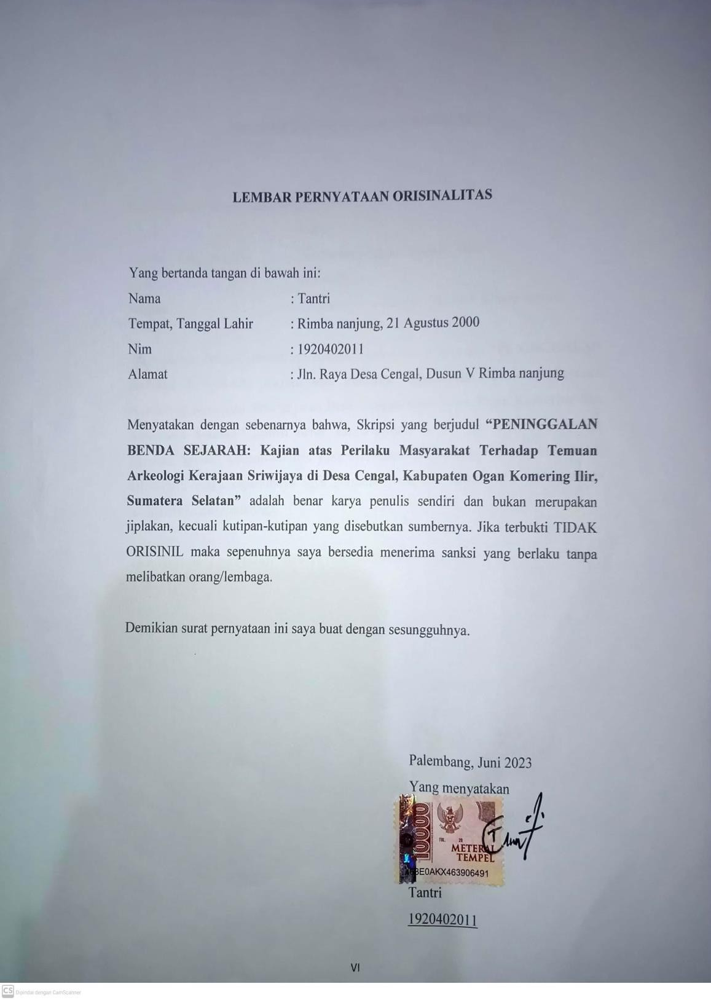 LEMBAR PERNYATAAN ORISINALITAS
Yang bertanda tangan di bawah ini:
Nama : Tantri
Tempat, Tanggal Lahir : Rimba nanjung, 21 Agustus 2000
Nim : 1920402011
Alamat : Jln. Raya Desa Cengal, Dusun V Rimba nanjung
Menyatakan dengan sebenarnya bahwa, Skripsi yang berjudul “PENINGGALAN
BENDA SEJARAH: Kajian atas Perilaku Masyarakat Terhadap Temuan
Arkeologi Kerajaan Sriwijaya di Desa Cengal, Kabupaten Ogan Komering Ilir,
Sumatera Selatan” adalah benar karya penulis sendiri dan bukan merupakan
jiplakan, kecuali kutipan-kutipan yang disebutkan sumbernya. Jika terbukti TIDAK
ORISINIL maka sepenuhnya saya bersedia menerima sanksi yang berlaku tanpa
melibatkan orang/lembaga.
Demikian surat pernyataan ini saya buat dengan sesungguhnya.
Palembang, Juni 2023
Yang menyatakan
10000
TGL. 20
METERAI
TEMPEL
Tantri
1920402011
VI
CS Dipindai dengan CamScanner